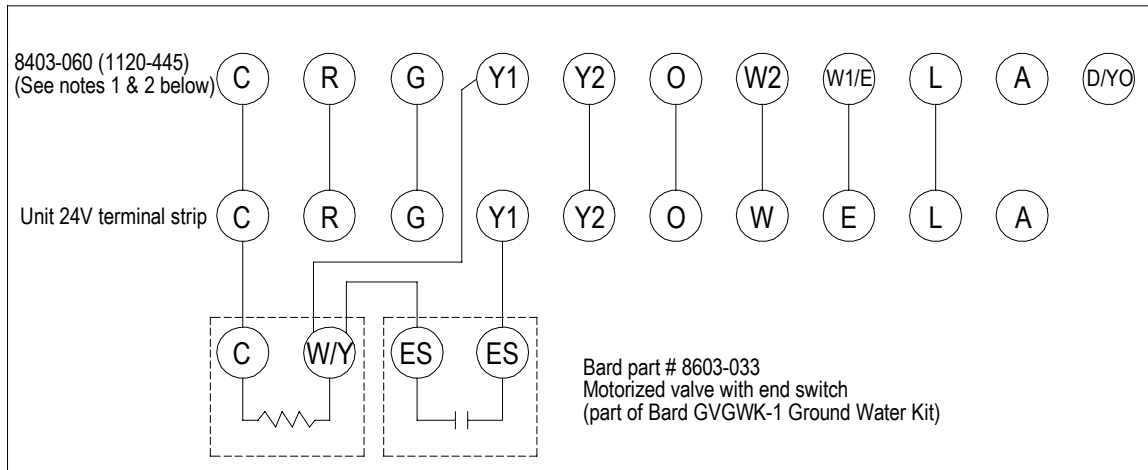 8403-060 (1120-445)
(See notes 1 & 2 below)
C R G Y1 Y2 O W2 W1/E L A D/YO
Unit 24V terminal strip
C R G Y1 Y2 O W E L A
C W/Y ES ES
Bard part # 8603-033
Motorized valve with end switch
(part of Bard GVGWK-1 Ground Water Kit)